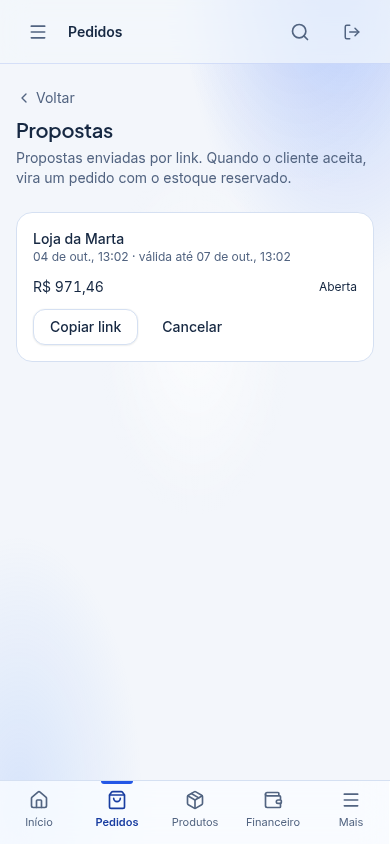 Pedidos
Voltar
Propostas
Propostas enviadas por link. Quando o cliente aceita,
vira um pedido com o estoque reservado.
Loja da Marta
04 de out., 13:02 · válida até 07 de out., 13:02
R$ 971,46 Aberta
Copiar link Cancelar
Início Pedidos Produtos Financeiro Mais